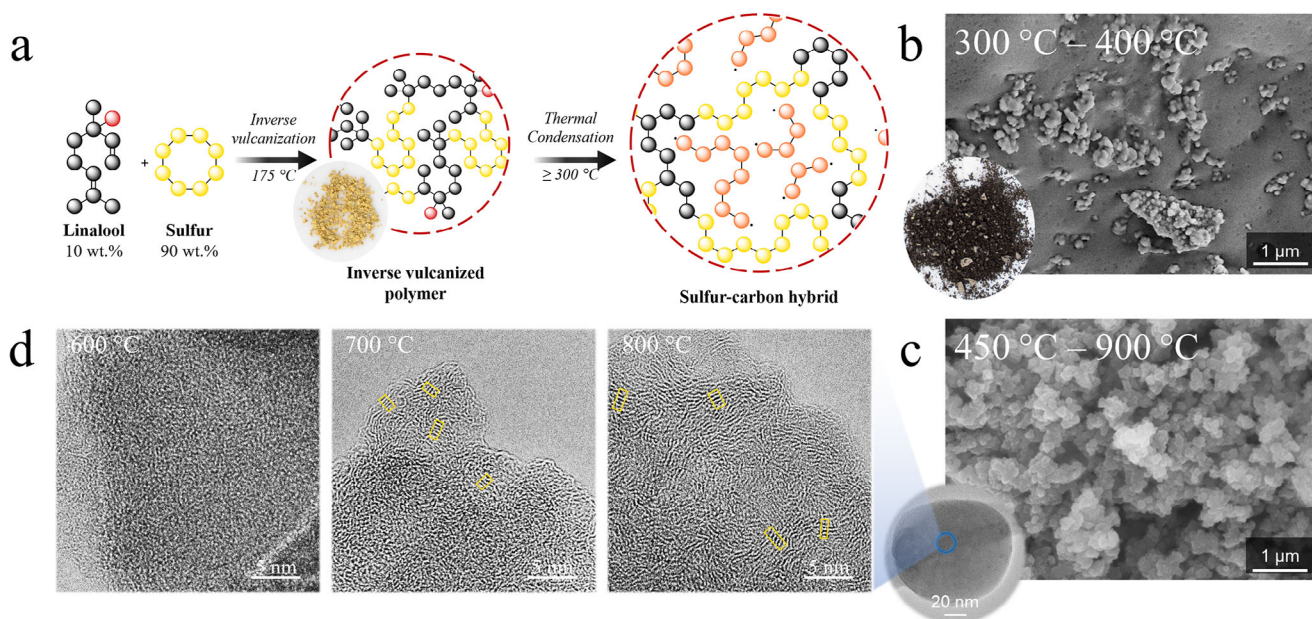 a
Linalool
10 wt.%
+
Sulfur
90 wt.%
Inverse
vulcanization
175 °C
Inverse vulcanized
polymer
Thermal
Condensation
≥ 300 °C
Sulfur-carbon hybrid
b
300 °C – 400 °C
1 µm
c
450 °C – 900 °C
1 µm
20 nm
d
600 °C
5 nm
700 °C
5 nm
800 °C
5 nm